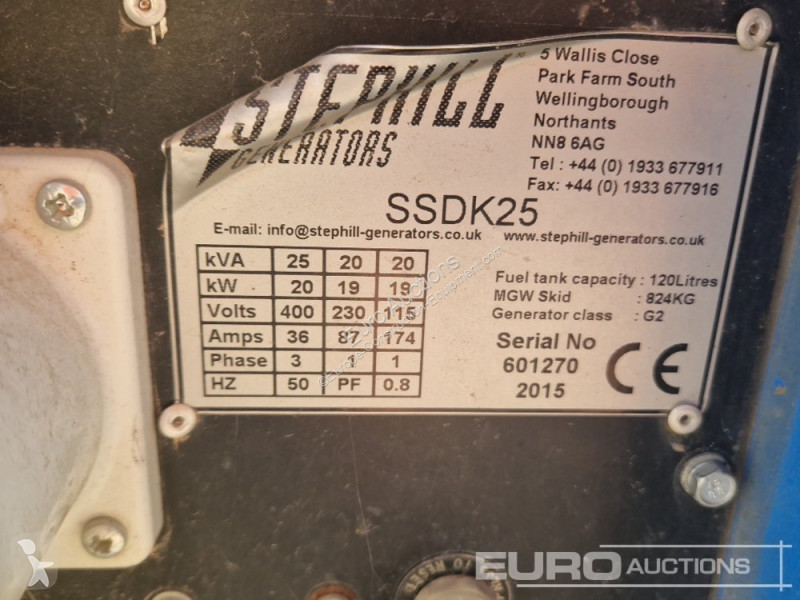 STEPHILL
GENERATORS
5 Wallis Close
Park Farm South
Wellingborough
Northants
NN8 6AG
Tel : +44 (0) 1933 677911
Fax: +44 (0) 1933 677916
SSDK25
E-mail: info@stephill-generators.co.uk www.stephill-generators.co.uk
kVA 25 20 20
kW 20 19 19
Volts 400 230 115
Amps 36 87 174
Phase 3 1 1
HZ 50 PF 0.8
Fuel tank capacity : 120Litres
MGW Skid : 824KG
Generator class : G2
Serial No
601270
2015
CE
Euro Auctions
TO RESET
EURO AUCTIONS